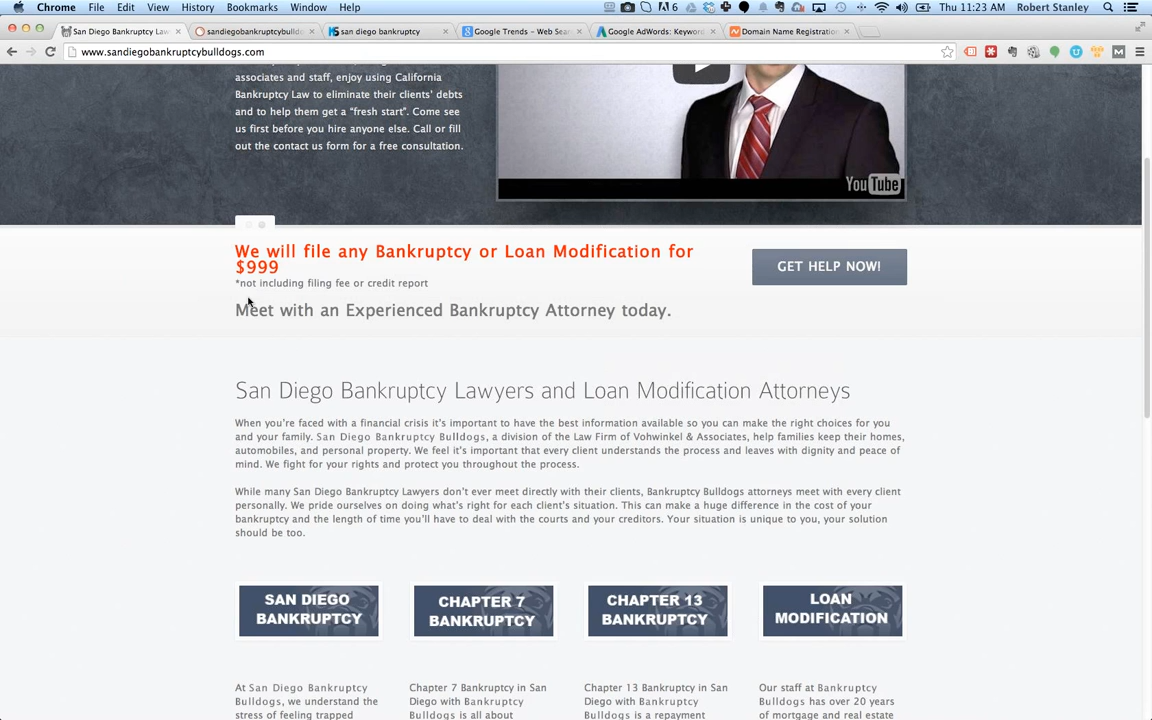 Chrome File Edit View History Bookmarks Window Help
6 Thu 11:23 AM Robert Stanley
San Diego Bankruptcy Law
sandiegobankruptcybulldo
san diego bankruptcy
Google Trends - Web Sear
Google AdWords: Keyword
Domain Name Registration
www.sandiegobankruptcybulldogs.com
associates and staff, enjoy using California
Bankruptcy Law to eliminate their clients' debts
and to help them get a “fresh start”. Come see
us first before you hire anyone else. Call or fill
out the contact us form for a free consultation.
YouTube
We will file any Bankruptcy or Loan Modification for
$999
*not including filing fee or credit report
GET HELP NOW!
Meet with an Experienced Bankruptcy Attorney today.
San Diego Bankruptcy Lawyers and Loan Modification Attorneys
When you're faced with a financial crisis it's important to have the best information available so you can make the right choices for you
and your family. San Diego Bankruptcy Bulldogs, a division of the Law Firm of Vohwinkel & Associates, help families keep their homes,
automobiles, and personal property. We feel it's important that every client understands the process and leaves with dignity and peace of
mind. We fight for your rights and protect you throughout the process.
While many San Diego Bankruptcy Lawyers don't ever meet directly with their clients, Bankruptcy Bulldogs attorneys meet with every client
personally. We pride ourselves on doing what's right for each client's situation. This can make a huge difference in the cost of your
bankruptcy and the length of time you'll have to deal with the courts and your creditors. Your situation is unique to you, your solution
should be too.
SAN DIEGO
BANKRUPTCY
CHAPTER 7
BANKRUPTCY
CHAPTER 13
BANKRUPTCY
LOAN
MODIFICATION
At San Diego Bankruptcy
Bulldogs, we understand the
stress of feeling trapped
Chapter 7 Bankruptcy in San
Diego with Bankruptcy
Bulldogs is all about
Chapter 13 Bankruptcy in San
Diego with Bankruptcy
Bulldogs is a repayment
Our staff at Bankruptcy
Bulldogs has over 20 years
of mortgage and real estate